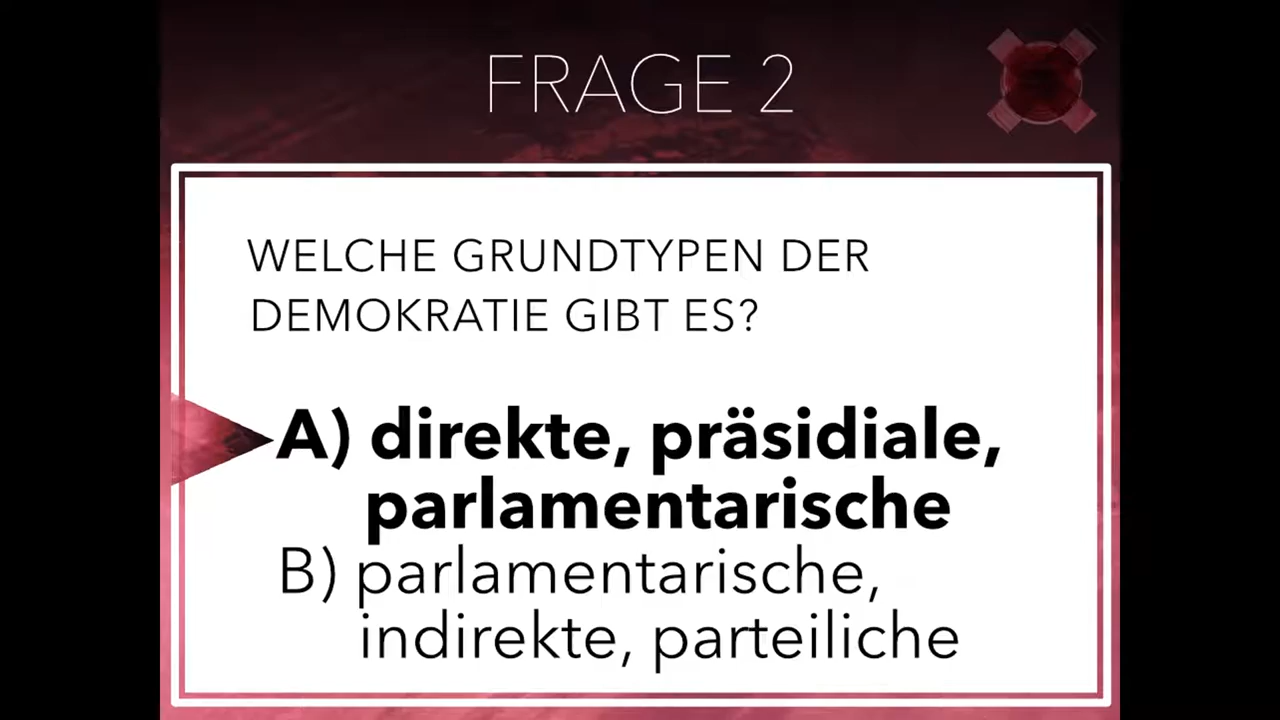 FRAGE 2
WELCHE GRUNDTYPEN DER
DEMOKRATIE GIBT ES?
A) direkte, präsidiale,
parlamentarische
B) parlamentarische,
indirekte, parteiliche